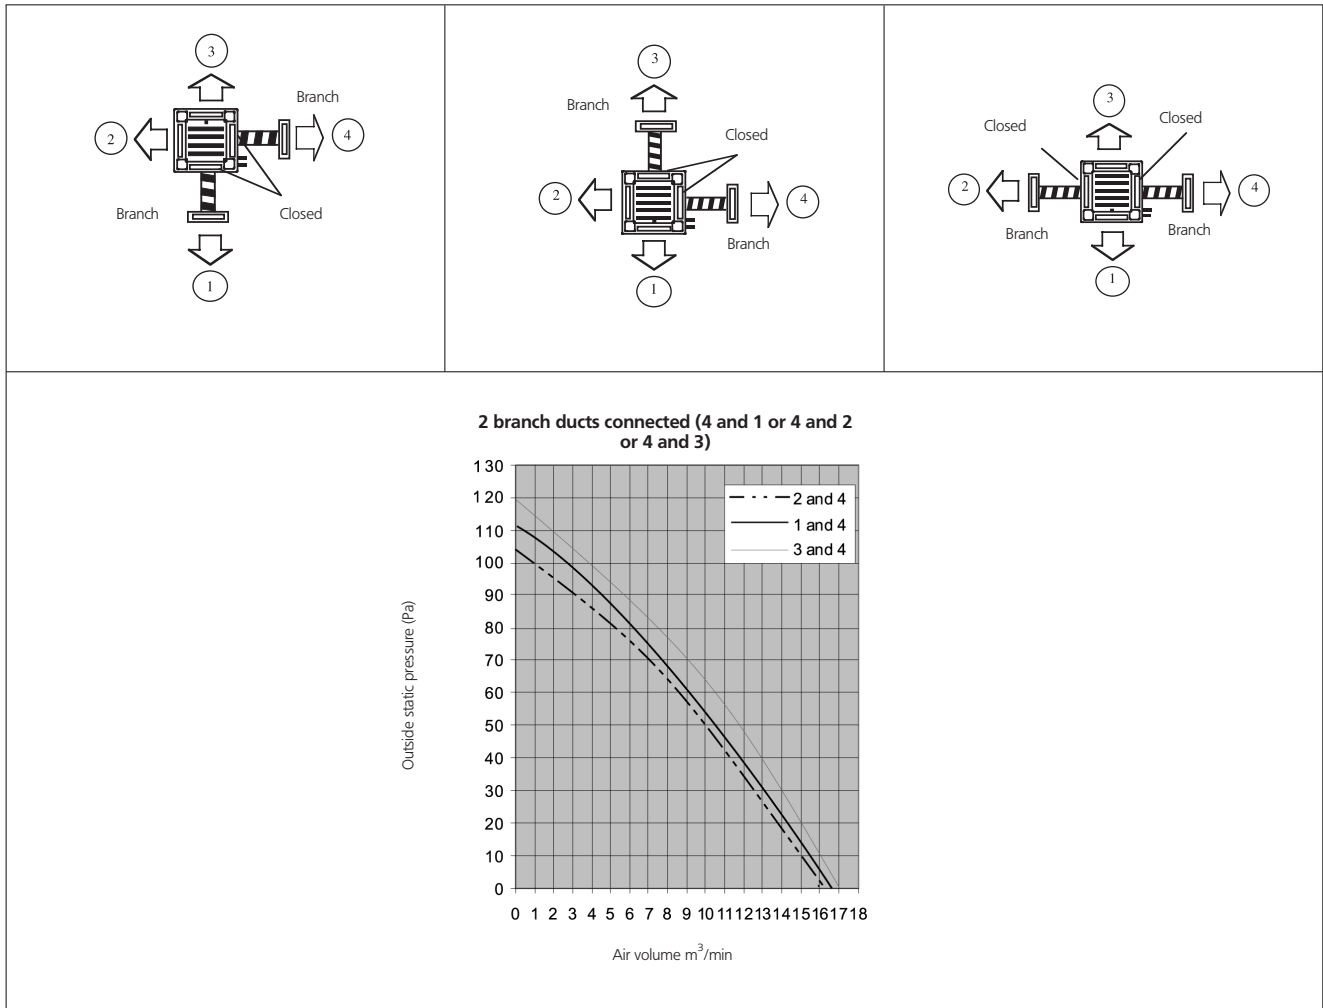 3
Branch
2
4
Branch
Closed
1
3
Branch
Closed
2
4
Branch
1
3
Closed
Closed
2
4
Branch
Branch
1
2 branch ducts connected (4 and 1 or 4 and 2
or 4 and 3)
130
120
110
100
90
80
70
60
50
40
30
20
10
0
2 and 4
1 and 4
3 and 4
Outside static pressure (Pa)
0 1 2 3 4 5 6 7 8 9 10 11 12 13 14 15 16 17 18
Air volume m³/min